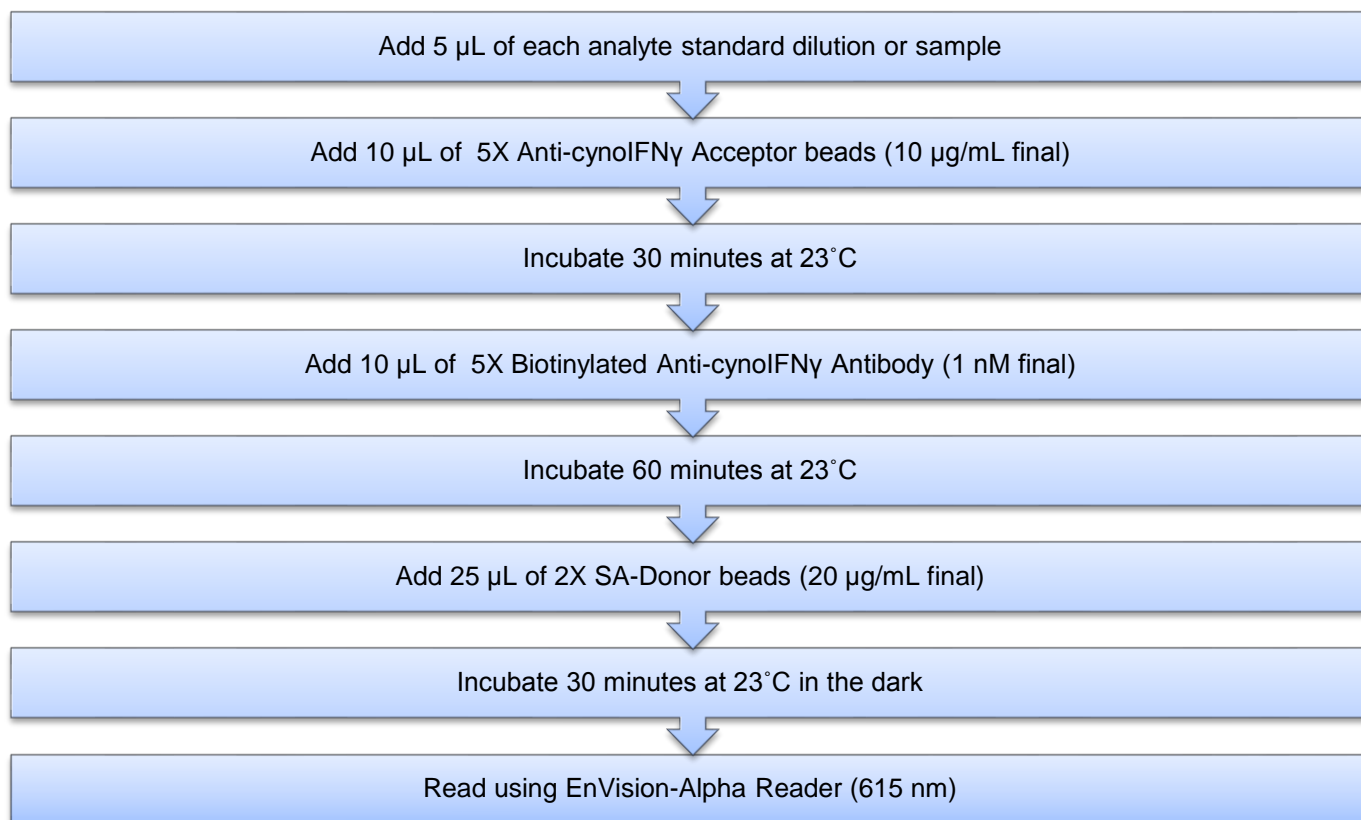 Add 5 µL of each analyte standard dilution or sample
Add 10 µL of 5X Anti-cynoIFNγ Acceptor beads (10 µg/mL final)
Incubate 30 minutes at 23˚C
Add 10 µL of 5X Biotinylated Anti-cynoIFNγ Antibody (1 nM final)
Incubate 60 minutes at 23˚C
Add 25 µL of 2X SA-Donor beads (20 µg/mL final)
Incubate 30 minutes at 23˚C in the dark
Read using EnVision-Alpha Reader (615 nm)